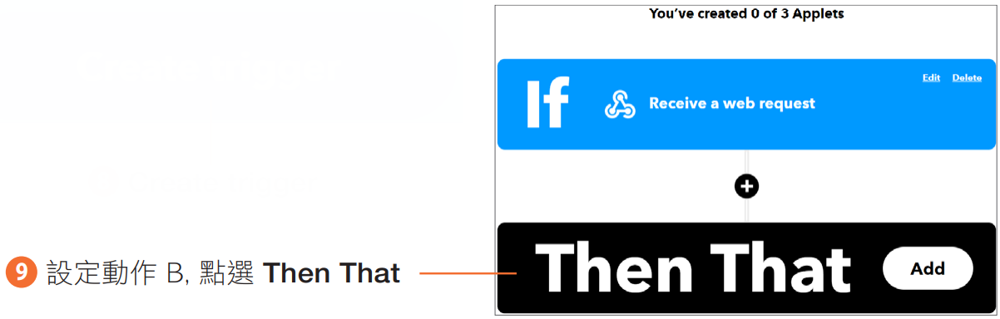 You've created 0 of 3 Applets
Edit Delete
If Receive a web request
Then That Add
9 設定動作 B, 點選 Then That